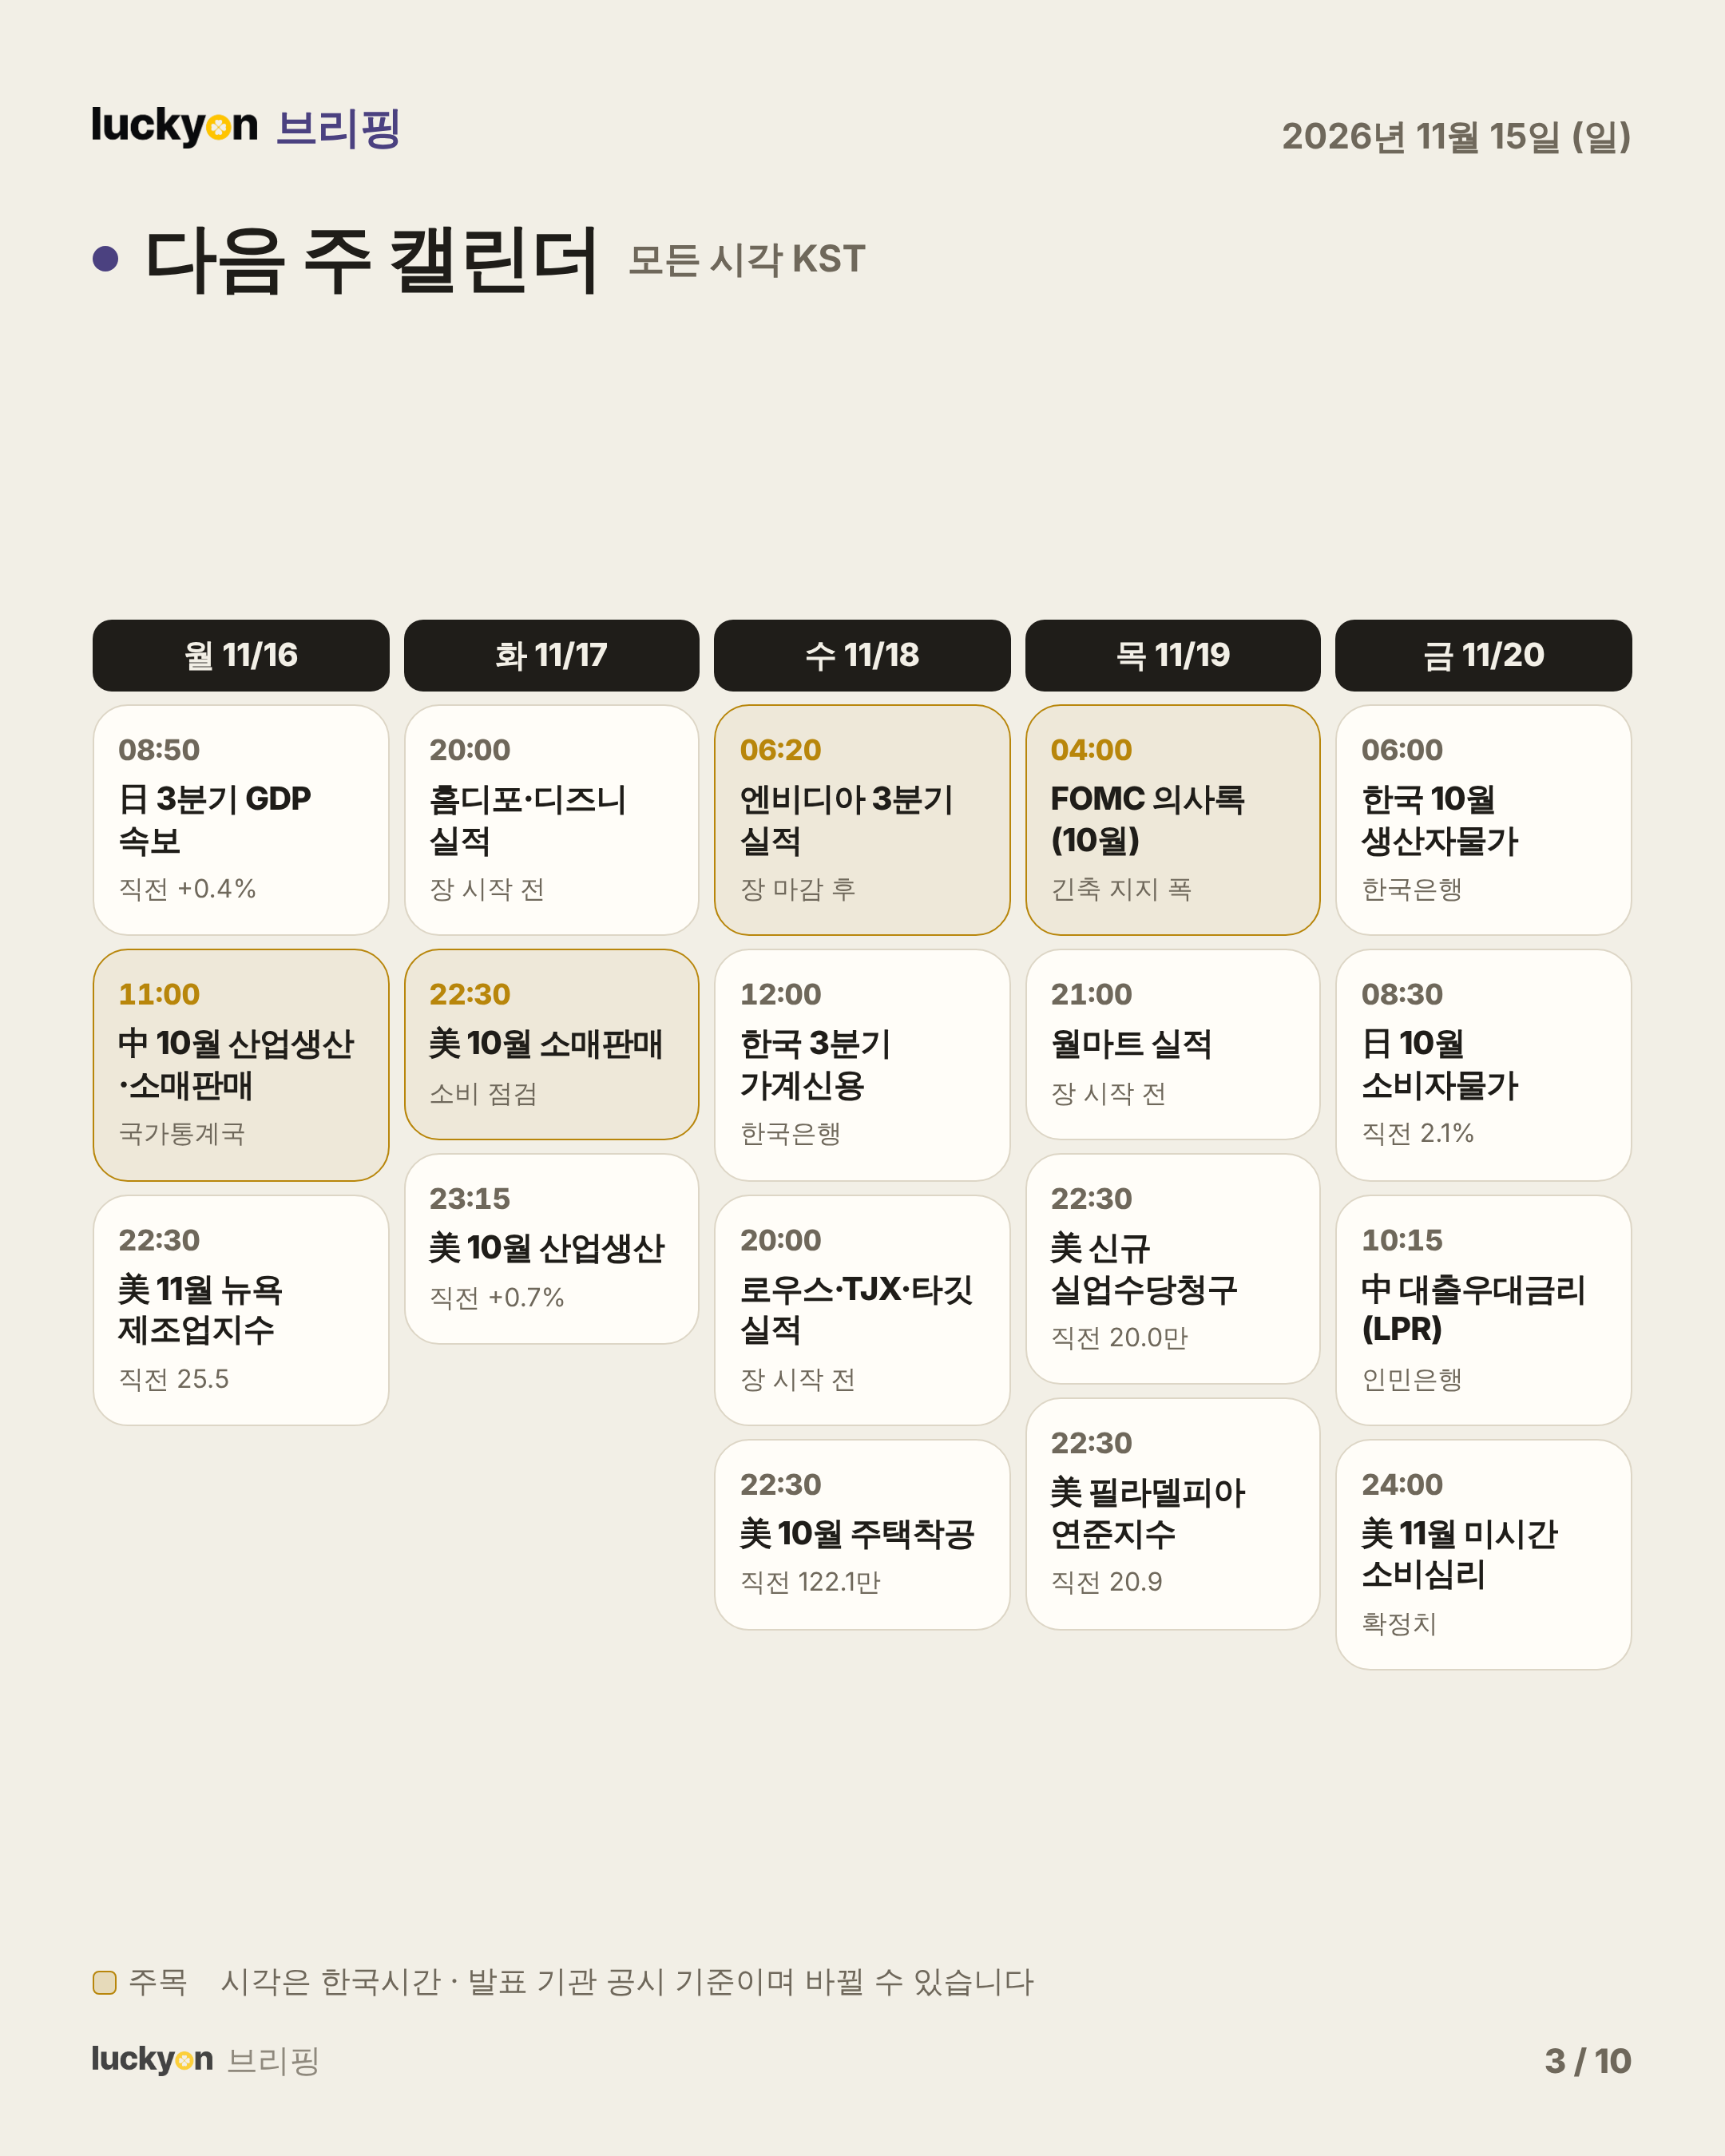 luckyon 브리핑
2026년 11월 15일 (일)
다음 주 캘린더 모든 시각 KST
월 11/16
08:50
日 3분기 GDP
속보
직전 +0.4%
11:00
中 10월 산업생산
·소매판매
국가통계국
22:30
美 11월 뉴욕
제조업지수
직전 25.5
화 11/17
20:00
홈디포·디즈니
실적
장 시작 전
22:30
美 10월 소매판매
소비 점검
23:15
美 10월 산업생산
직전 +0.7%
수 11/18
06:20
엔비디아 3분기
실적
장 마감 후
12:00
한국 3분기
가계신용
한국은행
20:00
로우스·TJX·타깃
실적
장 시작 전
22:30
美 10월 주택착공
직전 122.1만
목 11/19
04:00
FOMC 의사록
(10월)
긴축 지지 폭
21:00
월마트 실적
장 시작 전
22:30
美 신규
실업수당청구
직전 20.0만
22:30
美 필라델피아
연준지수
직전 20.9
금 11/20
06:00
한국 10월
생산자물가
한국은행
08:30
日 10월
소비자물가
직전 2.1%
10:15
中 대출우대금리
(LPR)
인민은행
24:00
美 11월 미시간
소비심리
확정치
주목 시각은 한국시간 · 발표 기관 공시 기준이며 바뀔 수 있습니다
luckyon 브리핑
3 / 10